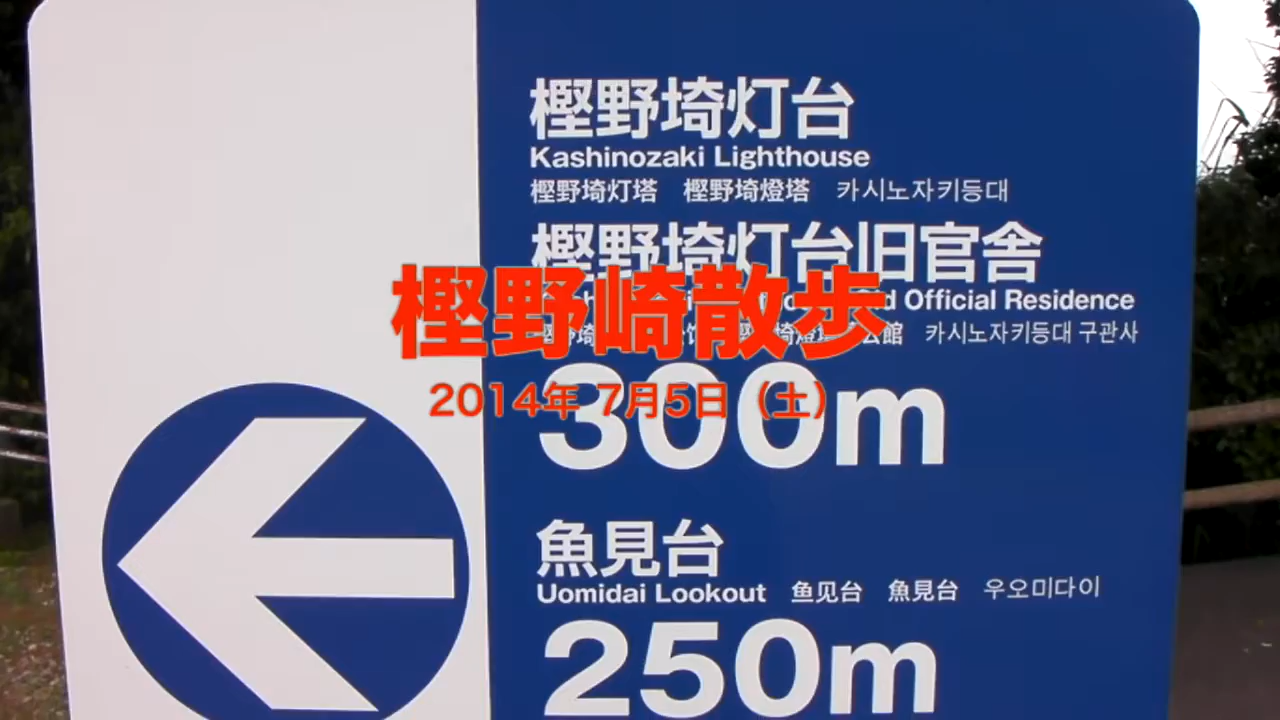 樫野埼灯台
Kashinozaki Lighthouse
樫野埼灯塔 樫野埼燈塔 카시노자키등대
樫野埼灯台旧官舎
Old Official Residence
카시노자키등대 구관사
樫野崎散歩
2014年 7月5日（土）
300m
魚見台
Uomidai Lookout 鱼见台 魚見台 우오미다이
250m